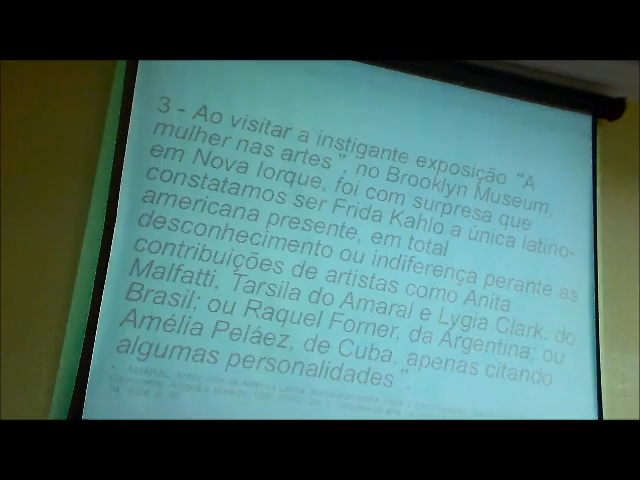 3 - Ao visitar a instigante exposição "A
mulher nas artes", no Brooklyn Museum,
em Nova Iorque, foi com surpresa que
constatamos ser Frida Kahlo a única latino-
americana presente, em total
desconhecimento ou indiferença perante as
contribuições de artistas como Anita
Malfatti, Tarsila do Amaral e Lygia Clark, do
Brasil; ou Raquel Forner, da Argentina; ou
Amélia Peláez, de Cuba, apenas citando
algumas personalidades".